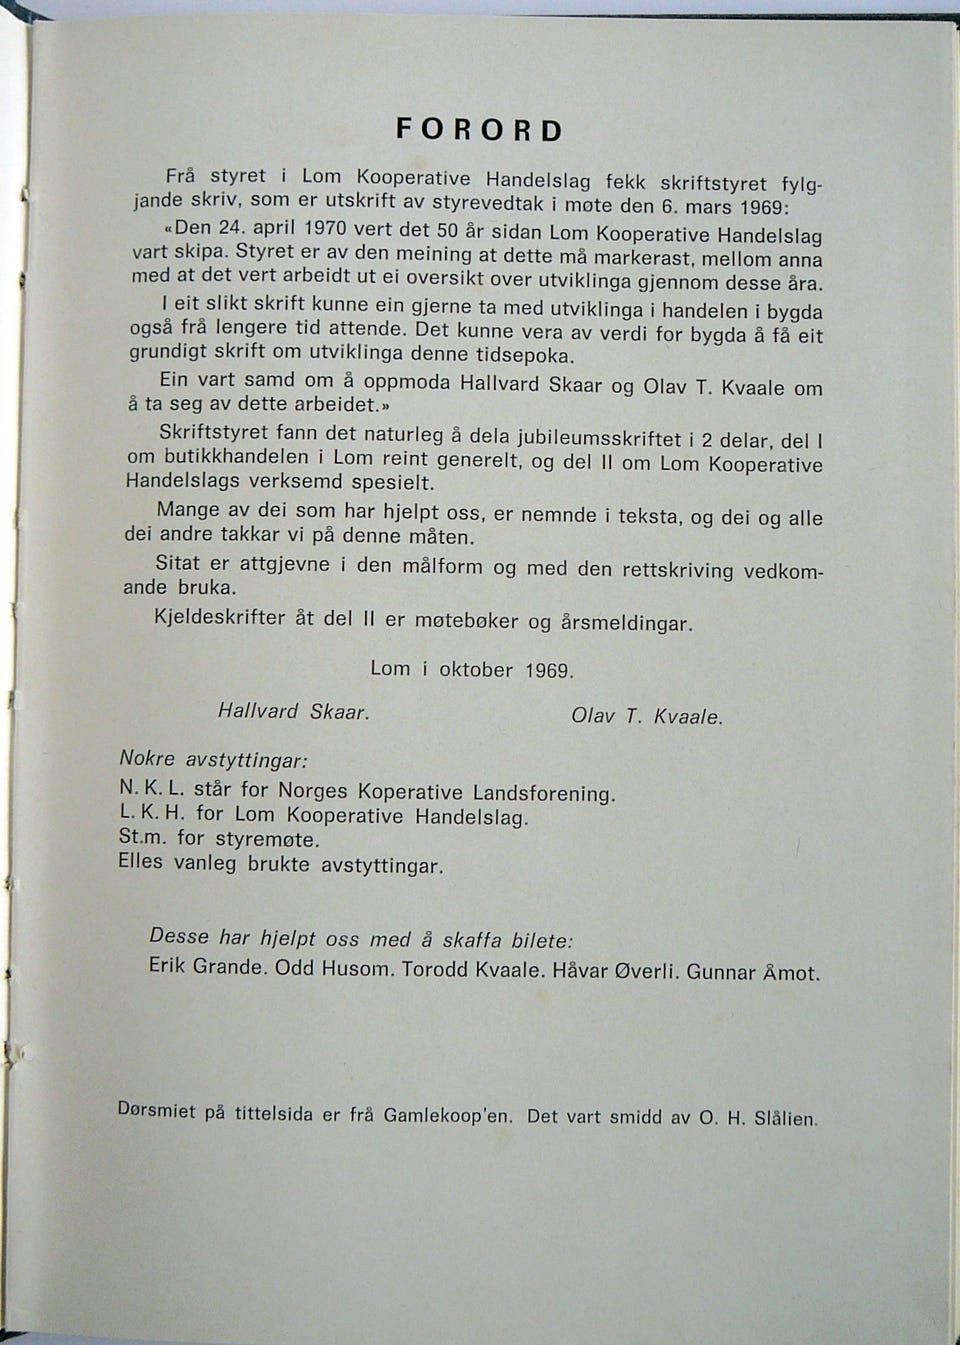 FORORD
Frå styret i Lom Kooperative Handelslag fekk skriftstyret fylg-
jande skriv, som er utskrift av styrevedtak i møte den 6. mars 1969:
«Den 24. april 1970 vert det 50 år sidan Lom Kooperative Handelslag
vart skipa. Styret er av den meining at dette må markerast, mellom anna
med at det vert arbeidt ut ei oversikt over utviklinga gjennom desse åra.
I eit slikt skrift kunne ein gjerne ta med utviklinga i handelen i bygda
også frå lengere tid attende. Det kunne vera av verdi for bygda å få eit
grundigt skrift om utviklinga denne tidsepoka.
Ein vart samd om å oppmoda Hallvard Skaar og Olav T. Kvaale om
å ta seg av dette arbeidet.»
Skriftstyret fann det naturleg å dela jubileumsskriftet i 2 delar, del I
om butikkhandelen i Lom reint generelt, og del II om Lom Kooperative
Handelslags verksemd spesielt.
Mange av dei som har hjelpt oss, er nemnde i teksta, og dei og alle
dei andre takkar vi på denne måten.
Sitat er attgjevne i den målform og med den rettskriving vedkom-
ande bruka.
Kjeldeskrifter åt del II er møtebøker og årsmeldingar.
Lom i oktober 1969.
Hallvard Skaar. Olav T. Kvaale.
Nokre avstyttingar:
N. K. L. står for Norges Koperative Landsforening.
L. K. H. for Lom Kooperative Handelslag.
St.m. for styremøte.
Elles vanleg brukte avstyttingar.
Desse har hjelpt oss med å skaffa bilete:
Erik Grande. Odd Husom. Torodd Kvaale. Håvar Øverli. Gunnar Åmot.
Dørsmiet på tittelsida er frå Gamlekoop'en. Det vart smidd av O. H. Slålien.